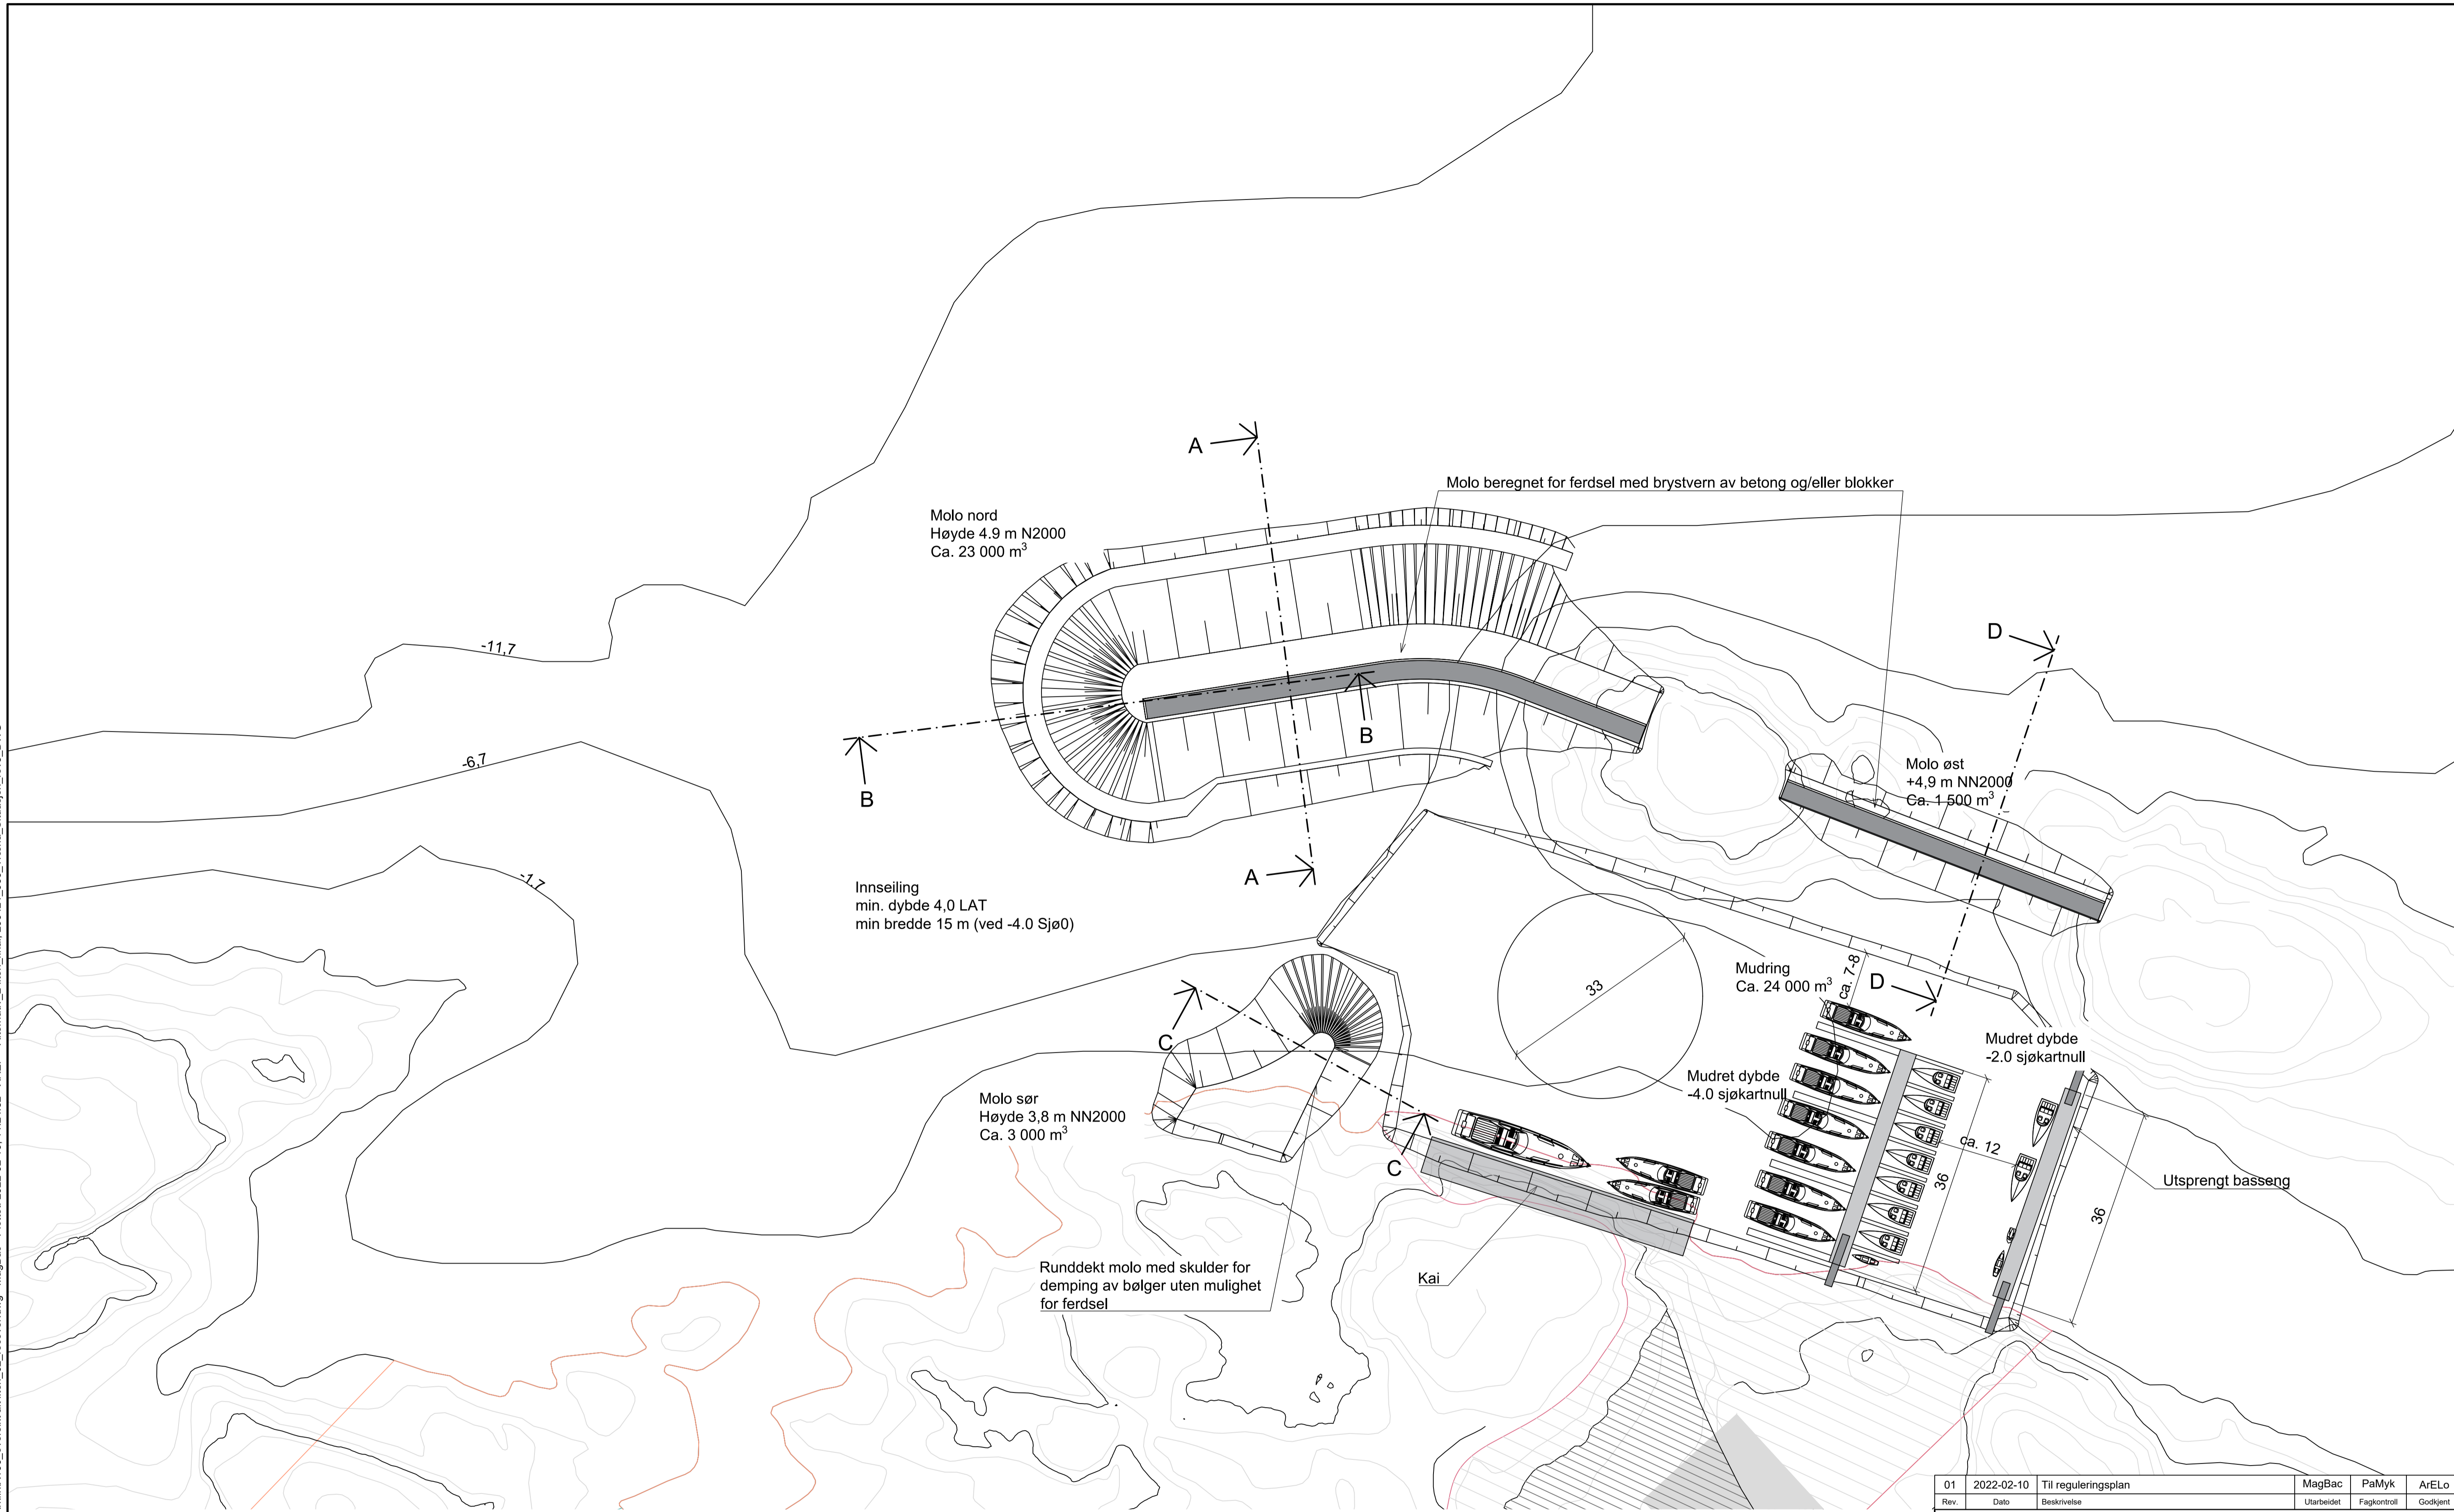 A
Molo beregnet for ferdsel med brystvern av betong og/eller blokker
Molo nord
Høyde 4.9 m N2000
Ca. 23 000 m³
D
-11,7
-6,7
B
B
Molo øst
+4,9 m NN2000
Ca. 1 500 m³
A
-1,7
Innseiling
min. dybde 4,0 LAT
min bredde 15 m (ved -4.0 Sjø0)
33
Mudring
Ca. 24 000 m³
ca. 7-8
D
C
Mudret dybde
-2.0 sjøkartnull
Mudret dybde
-4.0 sjøkartnull
Molo sør
Høyde 3,8 m NN2000
Ca. 3 000 m³
C
ca. 12
36
36
Utsprengt basseng
Runddekt molo med skulder for
demping av bølger uten mulighet
for ferdsel
Kai
01 2022-02-10 Til reguleringsplan MagBac PaMyk ArELo
Rev. Dato Beskrivelse Utarbeidet Fagkontroll Godkjent